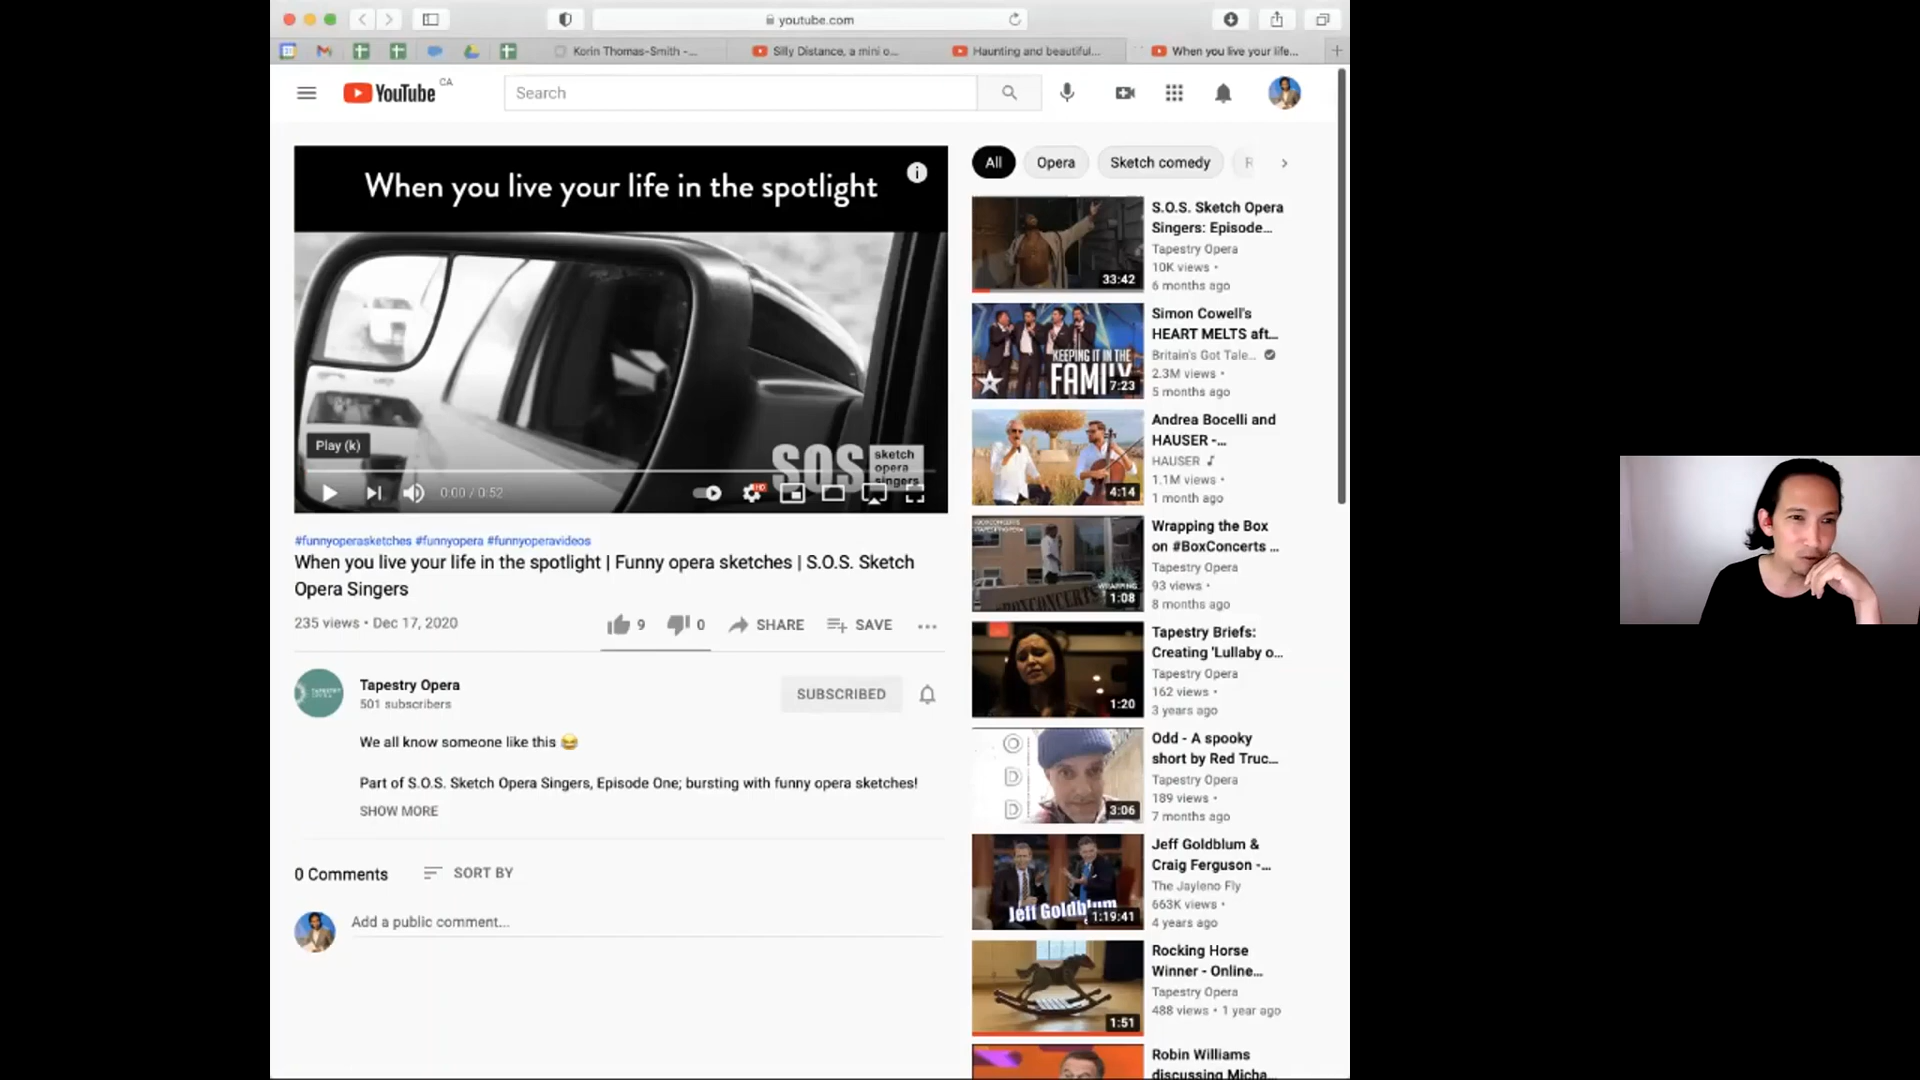 youtube.com
Korin Thomas-Smith -...
Silly Distance, a mini o...
Haunting and beautiful...
When you live your life...
YouTube CA
Search
When you live your life in the spotlight
Play (k)
SOS sketch
opera
singers
0:00 / 0:52
HD
#funnyoperasketches #funnyopera #funnyoperavideos
When you live your life in the spotlight | Funny opera sketches | S.O.S. Sketch
Opera Singers
235 views • Dec 17, 2020
9
0
SHARE
SAVE
Tapestry Opera
501 subscribers
SUBSCRIBED
We all know someone like this 😂
Part of S.O.S. Sketch Opera Singers, Episode One; bursting with funny opera sketches!
SHOW MORE
0 Comments
SORT BY
Add a public comment...
All
Opera
Sketch comedy
R
S.O.S. Sketch Opera
Singers: Episode...
Tapestry Opera
10K views •
6 months ago
33:42
Simon Cowell's
HEART MELTS aft...
Britain's Got Tale...
2.3M views •
5 months ago
KEEPING IT IN THE
FAMILY
7:23
Andrea Bocelli and
HAUSER -...
HAUSER
1.1M views •
1 month ago
4:14
Wrapping the Box
on #BoxConcerts ...
Tapestry Opera
93 views •
8 months ago
WRAPPING
#BOXCONCERTS
1:08
Tapestry Briefs:
Creating 'Lullaby o...
Tapestry Opera
162 views •
3 years ago
1:20
Odd - A spooky
short by Red Truc...
Tapestry Opera
189 views •
7 months ago
O
D
D
3:06
Jeff Goldblum &
Craig Ferguson -...
The Jayleno Fly
663K views •
4 years ago
Jeff Goldblum
1:19:41
Rocking Horse
Winner - Online...
Tapestry Opera
488 views • 1 year ago
1:51
Robin Williams
discussing Micha...